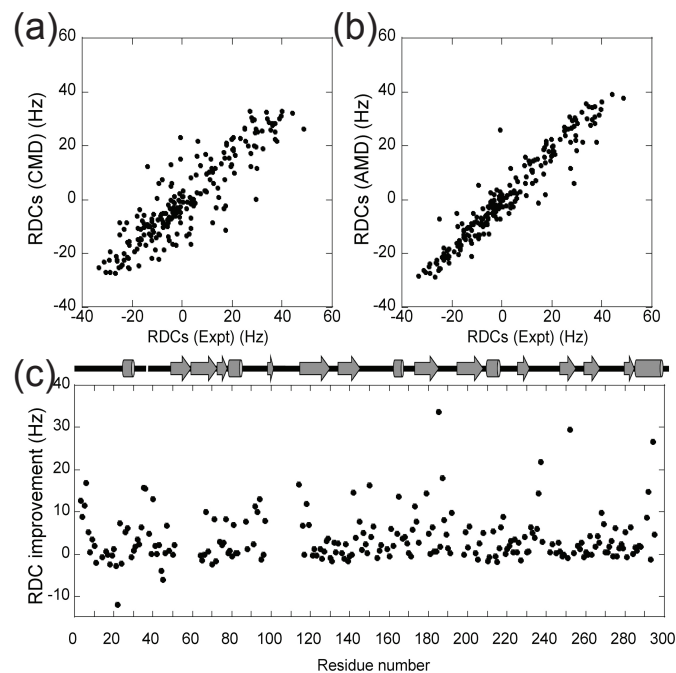 (a)
(b)
60
40
20
0
-20
-40
RDCs (CMD) (Hz)
-40 -20 0 20 40 60
RDCs (Expt) (Hz)
60
40
20
0
-20
-40
RDCs (AMD) (Hz)
-40 -20 0 20 40 60
RDCs (Expt) (Hz)
(c)
40
30
20
10
0
-10
RDC improvement (Hz)
0 20 40 60 80 100 120 140 160 180 200 220 240 260 280 300
Residue number